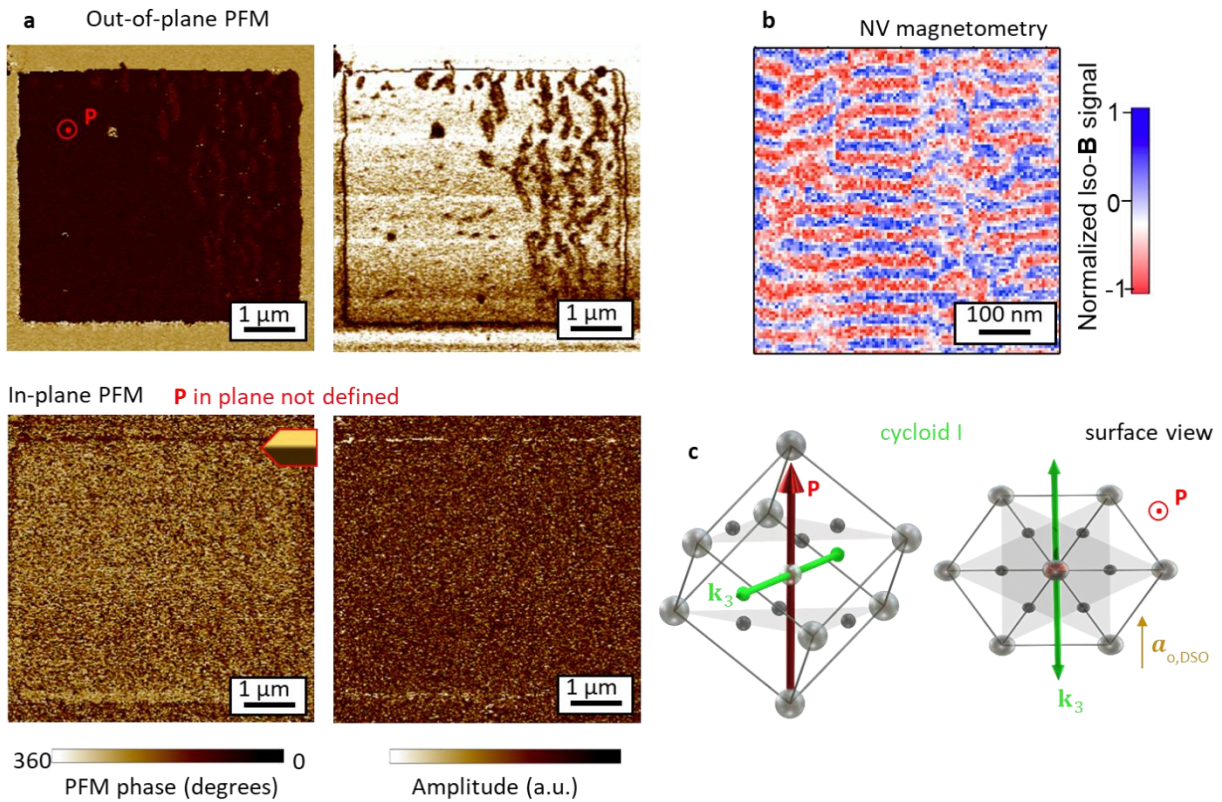 a
Out-of-plane PFM
P
1 μm
1 μm
b
NV magnetometry
100 nm
1
0
-1
Normalized Iso-B signal
In-plane PFM
P in plane not defined
1 μm
1 μm
360
0
PFM phase (degrees)
Amplitude (a.u.)
c
cycloid I
surface view
P
k₃
P
a o,DSO
k₃